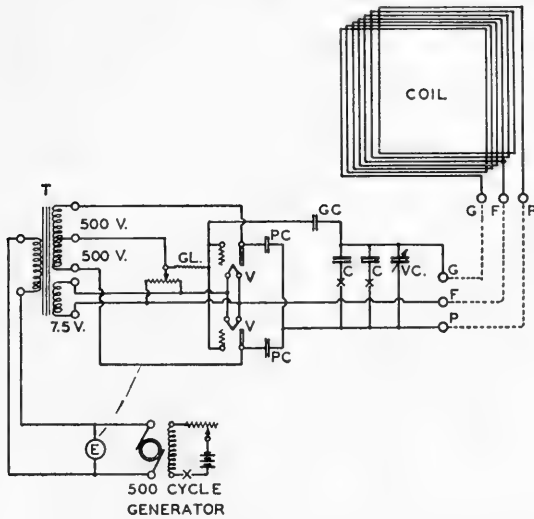 COIL
G F P
T
500 V.
500 V.
7.5 V.
GL.
GC
PC
V
V
PC
C
C
VC.
G
F
P
E
500 CYCLE
GENERATOR